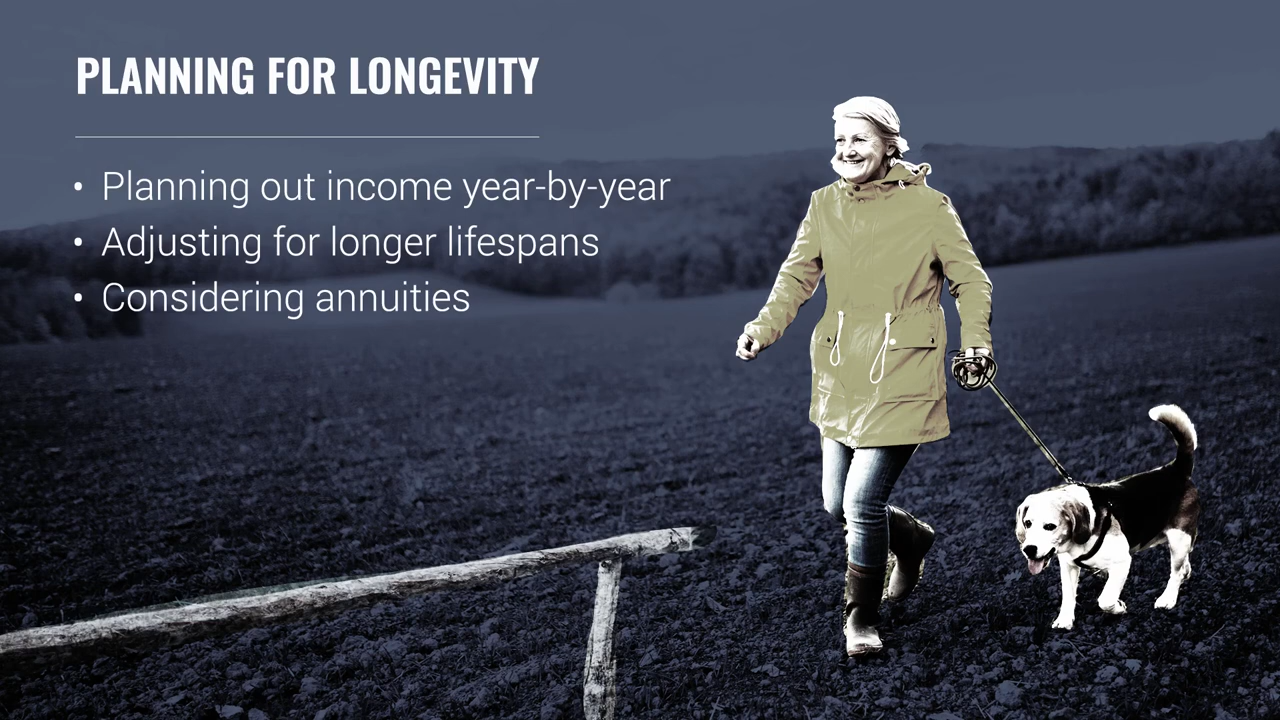 PLANNING FOR LONGEVITY
• Planning out income year-by-year
• Adjusting for longer lifespans
• Considering annuities